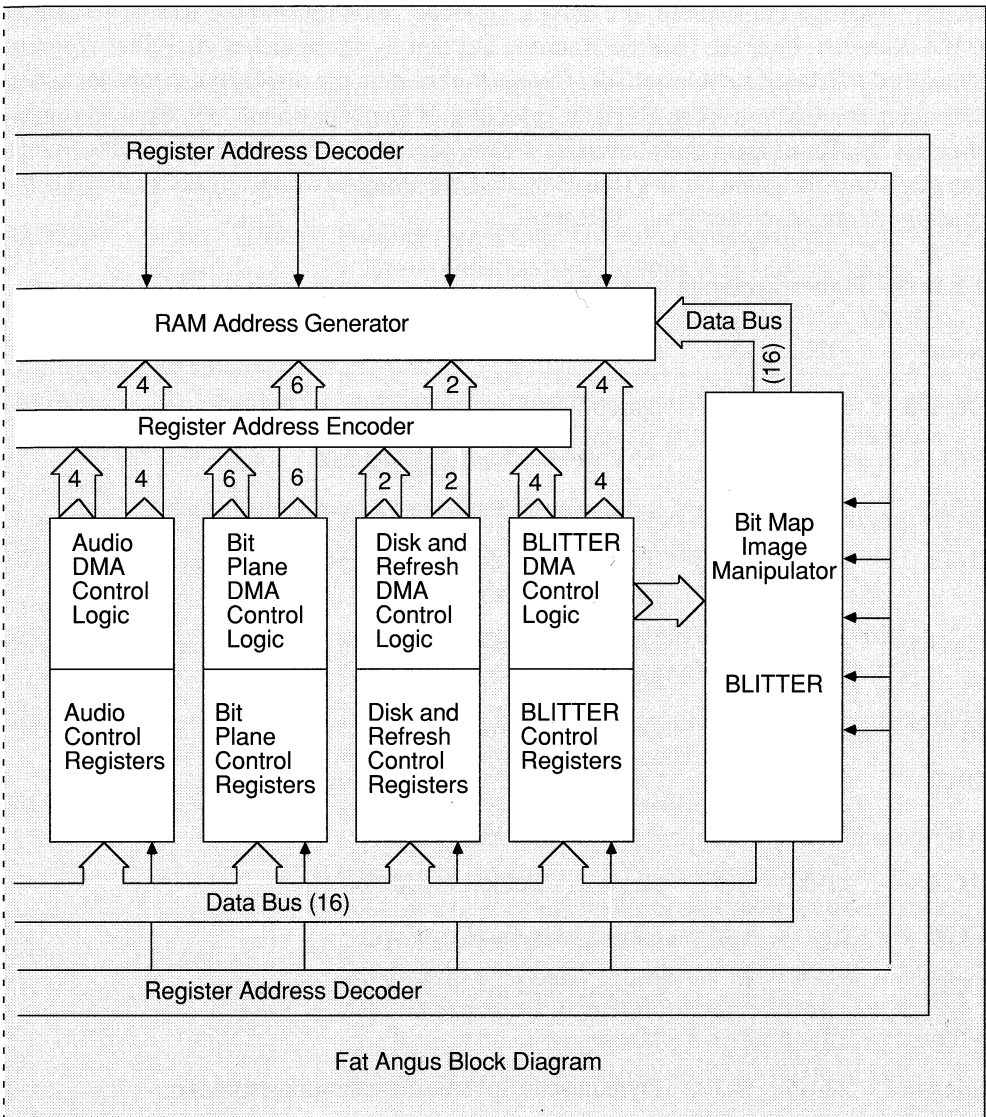 Register Address Decoder
RAM Address Generator
Data Bus
(16)
4
6
2
4
Register Address Encoder
4
4
6
6
2
2
4
4
Audio
DMA
Control
Logic
Bit
Plane
DMA
Control
Logic
Disk and
Refresh
DMA
Control
Logic
BLITTER
DMA
Control
Logic
Bit Map
Image
Manipulator
BLITTER
Audio
Control
Registers
Bit
Plane
Control
Registers
Disk and
Refresh
Control
Registers
BLITTER
Control
Registers
Data Bus (16)
Register Address Decoder
Fat Angus Block Diagram